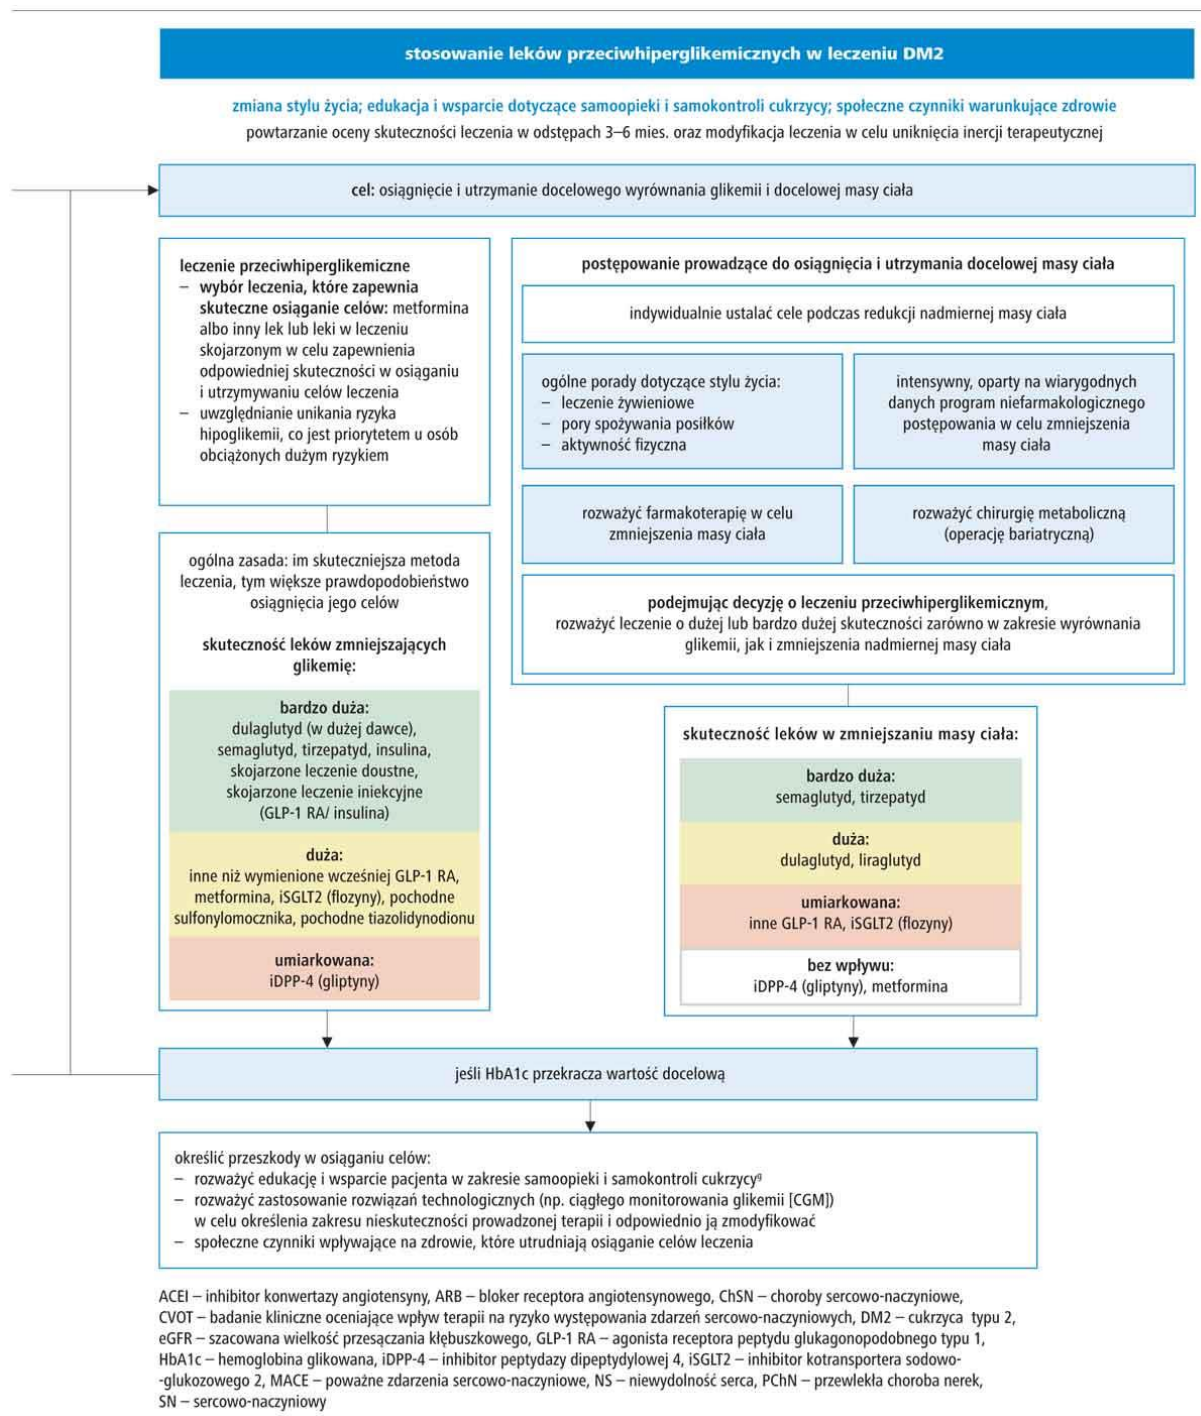 stosowanie leków przeciwhiperglikemicznych w leczeniu DM2
zmiana stylu życia; edukacja i wsparcie dotyczące samoopieki i samokontroli cukrzycy; społeczne czynniki warunkujące zdrowie
powtarzanie oceny skuteczności leczenia w odstępach 3–6 mies. oraz modyfikacja leczenia w celu uniknięcia inercji terapeutycznej
cel: osiągnięcie i utrzymanie docelowego wyrównania glikemii i docelowej masy ciała
leczenie przeciwhiperglikemiczne
– wybór leczenia, które zapewnia
skuteczne osiąganie celów: metformina
albo inny lek lub leki w leczeniu
skojarzonym w celu zapewnienia
odpowiedniej skuteczności w osiąganiu
i utrzymywaniu celów leczenia
– uwzględnianie unikania ryzyka
hipoglikemii, co jest priorytetem u osób
obciążonych dużym ryzykiem
ogólna zasada: im skuteczniejsza metoda
leczenia, tym większe prawdopodobieństwo
osiągnięcia jego celów
skuteczność leków zmniejszających
glikemię:
bardzo duża:
dulaglutyd (w dużej dawce),
semaglutyd, tirzepatyd, insulina,
skojarzone leczenie doustne,
skojarzone leczenie iniekcyjne
(GLP-1 RA/ insulina)
duża:
inne niż wymienione wcześniej GLP-1 RA,
metformina, iSGLT2 (flozyny), pochodne
sulfonylomocznika, pochodne tiazolidynodionu
umiarkowana:
iDPP-4 (gliptyny)
postępowanie prowadzące do osiągnięcia i utrzymania docelowej masy ciała
indywidualnie ustalać cele podczas redukcji nadmiernej masy ciała
ogólne porady dotyczące stylu życia:
– leczenie żywieniowe
– pory spożywania posiłków
– aktywność fizyczna
intensywny, oparty na wiarygodnych
danych program niefarmakologicznego
postępowania w celu zmniejszenia
masy ciała
rozważyć farmakoterapię w celu
zmniejszenia masy ciała
rozważyć chirurgię metaboliczną
(operację bariatryczną)
podejmując decyzję o leczeniu przeciwhiperglikemicznym,
rozważyć leczenie o dużej lub bardzo dużej skuteczności zarówno w zakresie wyrównania
glikemii, jak i zmniejszenia nadmiernej masy ciała
skuteczność leków w zmniejszaniu masy ciała:
bardzo duża:
semaglutyd, tirzepatyd
duża:
dulaglutyd, liraglutyd
umiarkowana:
inne GLP-1 RA, iSGLT2 (flozyny)
bez wpływu:
iDPP-4 (gliptyny), metformina
jeśli HbA1c przekracza wartość docelową
określić przeszkody w osiąganiu celów:
– rozważyć edukację i wsparcie pacjenta w zakresie samoopieki i samokontroli cukrzycyᵍ
– rozważyć zastosowanie rozwiązań technologicznych (np. ciągłego monitorowania glikemii [CGM])
w celu określenia zakresu nieskuteczności prowadzonej terapii i odpowiednio ją zmodyfikować
– społeczne czynniki wpływające na zdrowie, które utrudniają osiąganie celów leczenia
ACEI – inhibitor konwertazy angiotensyny, ARB – bloker receptora angiotensynowego, ChSN – choroby sercowo-naczyniowe,
CVOT – badanie kliniczne oceniające wpływ terapii na ryzyko występowania zdarzeń sercowo-naczyniowych, DM2 – cukrzyca typu 2,
eGFR – szacowana wielkość przesączania kłębuszkowego, GLP-1 RA – agonista receptora peptydu glukagonopodobnego typu 1,
HbA1c – hemoglobina glikowana, iDPP-4 – inhibitor peptydazy dipeptydylowej 4, iSGLT2 – inhibitor kotransportera sodowo-
-glukozowego 2, MACE – poważne zdarzenia sercowo-naczyniowe, NS – niewydolność serca, PChN – przewlekła choroba nerek,
SN – sercowo-naczyniowy